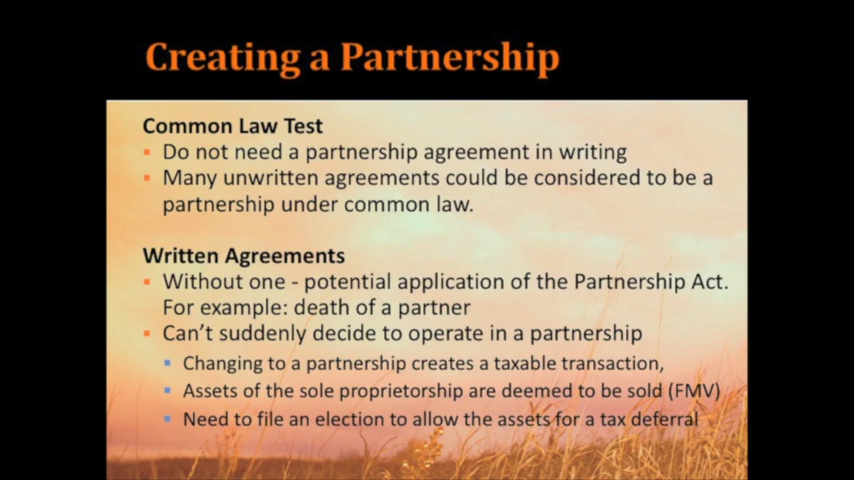 Creating a Partnership
Common Law Test
▪ Do not need a partnership agreement in writing
▪ Many unwritten agreements could be considered to be a
partnership under common law.
Written Agreements
▪ Without one - potential application of the Partnership Act.
For example: death of a partner
▪ Can't suddenly decide to operate in a partnership
▪ Changing to a partnership creates a taxable transaction,
▪ Assets of the sole proprietorship are deemed to be sold (FMV)
▪ Need to file an election to allow the assets for a tax deferral